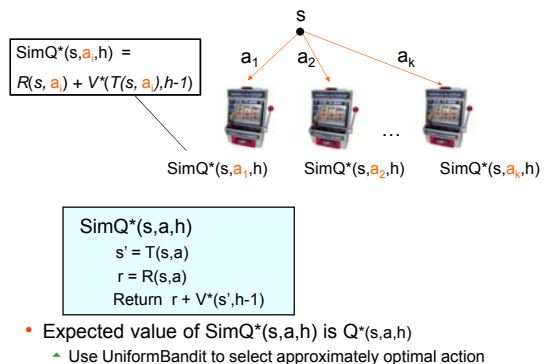 s
SimQ*(s,aᵢ,h) =
R(s, aᵢ) + V*(T(s, aᵢ),h-1)
a₁
a₂
aₖ
…
SimQ*(s,a₁,h)
SimQ*(s,a₂,h)
SimQ*(s,aₖ,h)
SimQ*(s,a,h)
s' = T(s,a)
r = R(s,a)
Return r + V*(s',h-1)
• Expected value of SimQ*(s,a,h) is Q*(s,a,h)
Use UniformBandit to select approximately optimal action